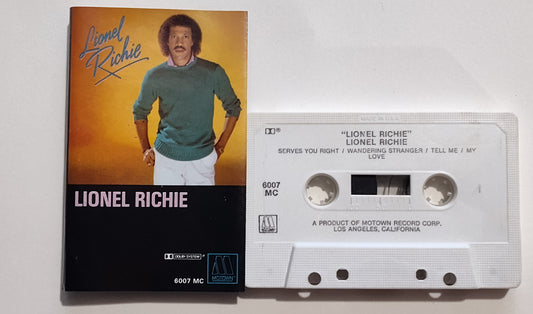 Lionel
Richie
LIONEL RICHIE
DOLBY SYSTEM
6007 MC
MOTOWN
MADE IN U.S.A.
"LIONEL RICHIE"
LIONEL RICHIE
SERVES YOU RIGHT / WANDERING STRANGER / TELL ME / MY
LOVE
6007
MC
A PRODUCT OF MOTOWN RECORD CORP.
LOS ANGELES, CALIFORNIA